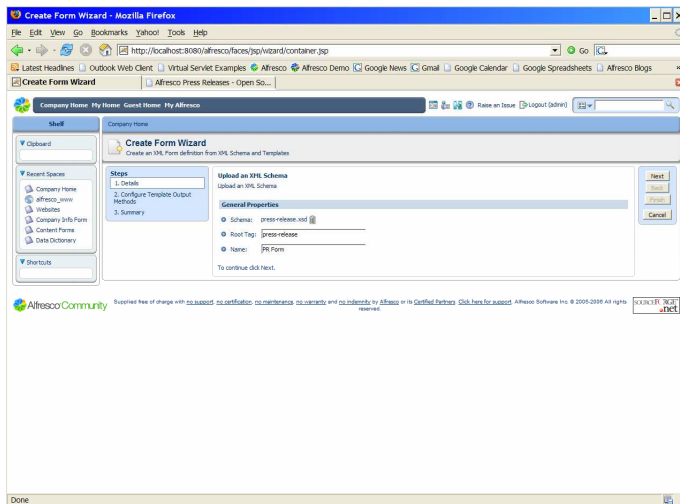 Create Form Wizard - Mozilla Firefox
File Edit View Go Bookmarks Yahoo! Tools Help
http://localhost:8080/alfresco/faces/jsp/wizard/container.jsp Go
Latest Headlines Outlook Web Client Virtual Servlet Examples Alfresco Alfresco Demo Google News Gmail Google Calendar Google Spreadsheets Alfresco Blogs
Create Form Wizard Alfresco Press Releases - Open So...
Company Home My Home Guest Home My Alfresco Raise an Issue Logout (admin)
Shelf Company Home
Clipboard
Create Form Wizard
Create an XML Form definition from XML Schema and Templates
Recent Spaces
Company Home
alfresco_www
Websites
Company Info Form
Content Forms
Data Dictionary
Shortcuts
Steps
1. Details
2. Configure Template Output
Methods
3. Summary
Upload an XML Schema
Upload an XML Schema
General Properties
Schema: press-release.xsd
Root Tag: press-release
Name: PR Form
To continue click Next.
Next
Back
Finish
Cancel
Alfresco Community
Supplied free of charge with no support, no certification, no maintenance, no warranty and no indemnity by Alfresco or its Certified Partners. Click here for support. Alfresco Software Inc. © 2005-2006 All rights
reserved.
SOURCEFORGE
.net
Done